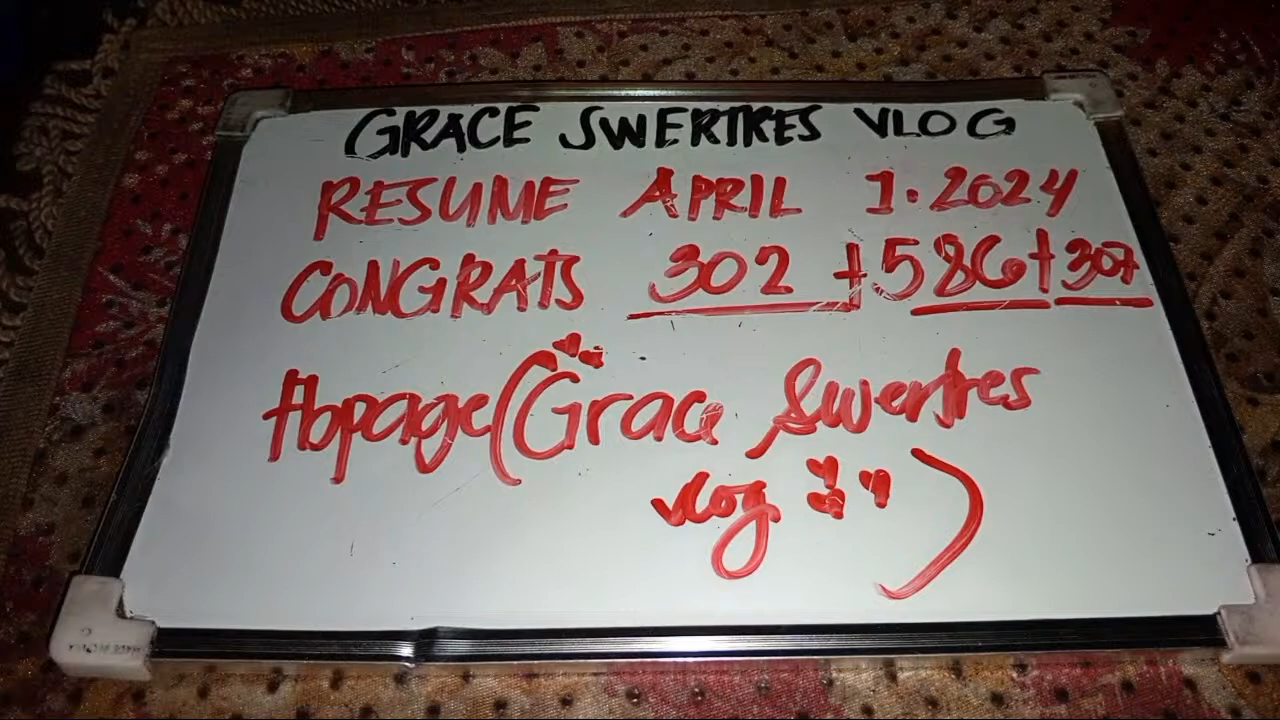 GRACE SWERTRES VLOG
RESUME APRIL 1.2024
CONGRATS 302 +586+307
fbpage(Grace Swertres
vlog )